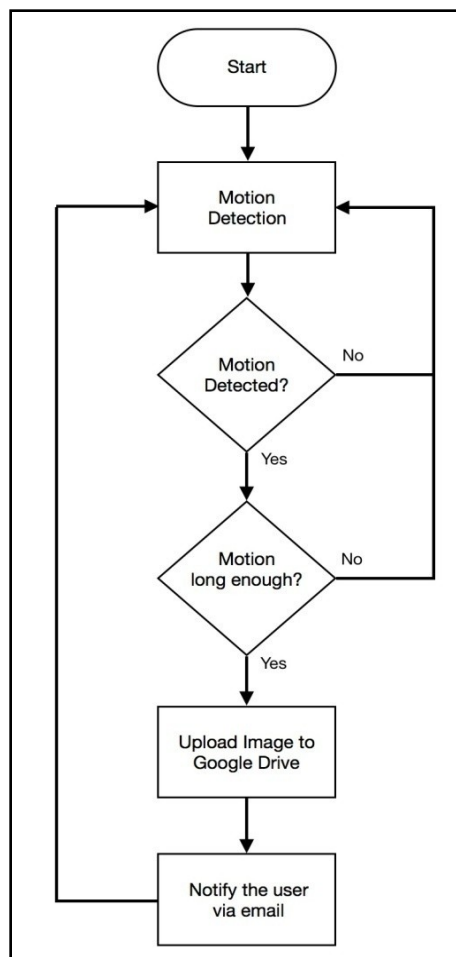 Start
Motion
Detection
Motion
Detected?
No
Yes
Motion
long enough?
No
Yes
Upload Image to
Google Drive
Notify the user
via email